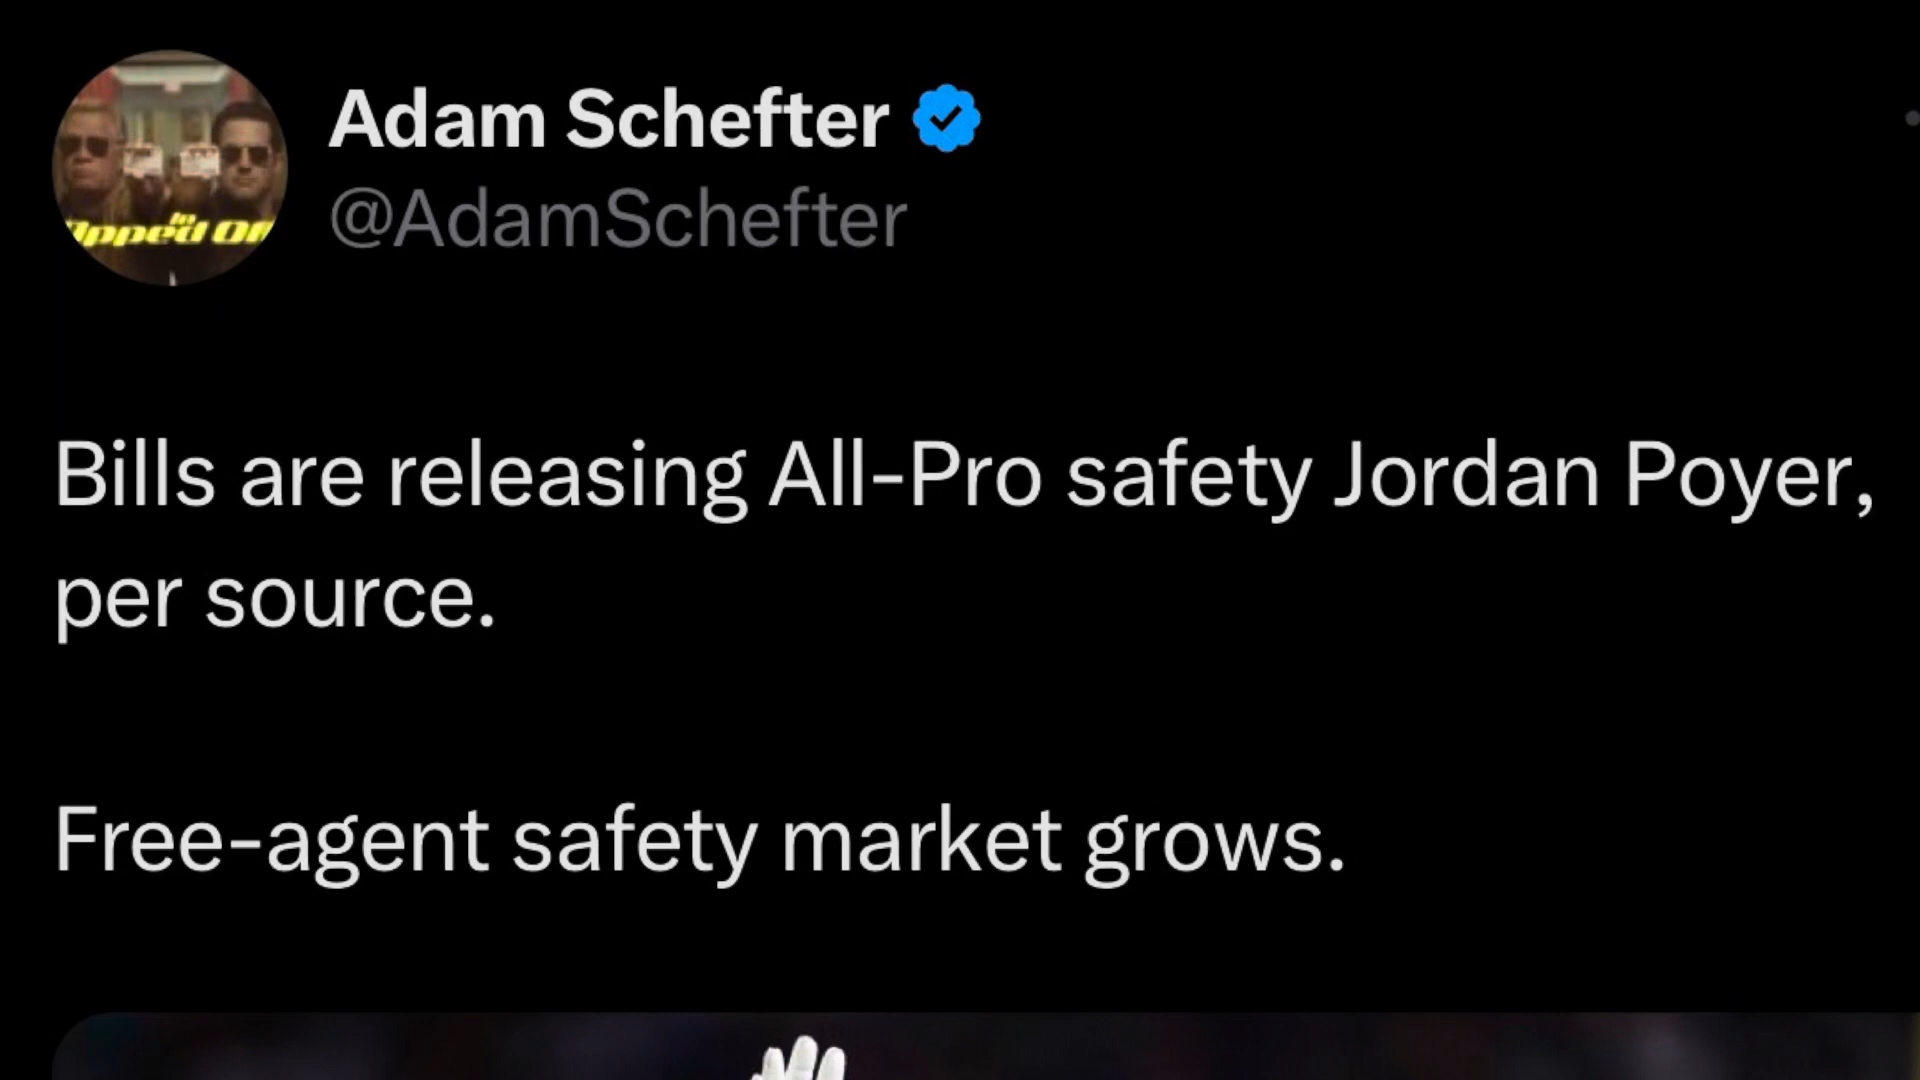 Adam Schefter
@AdamSchefter
Bills are releasing All-Pro safety Jordan Poyer,
per source.
Free-agent safety market grows.